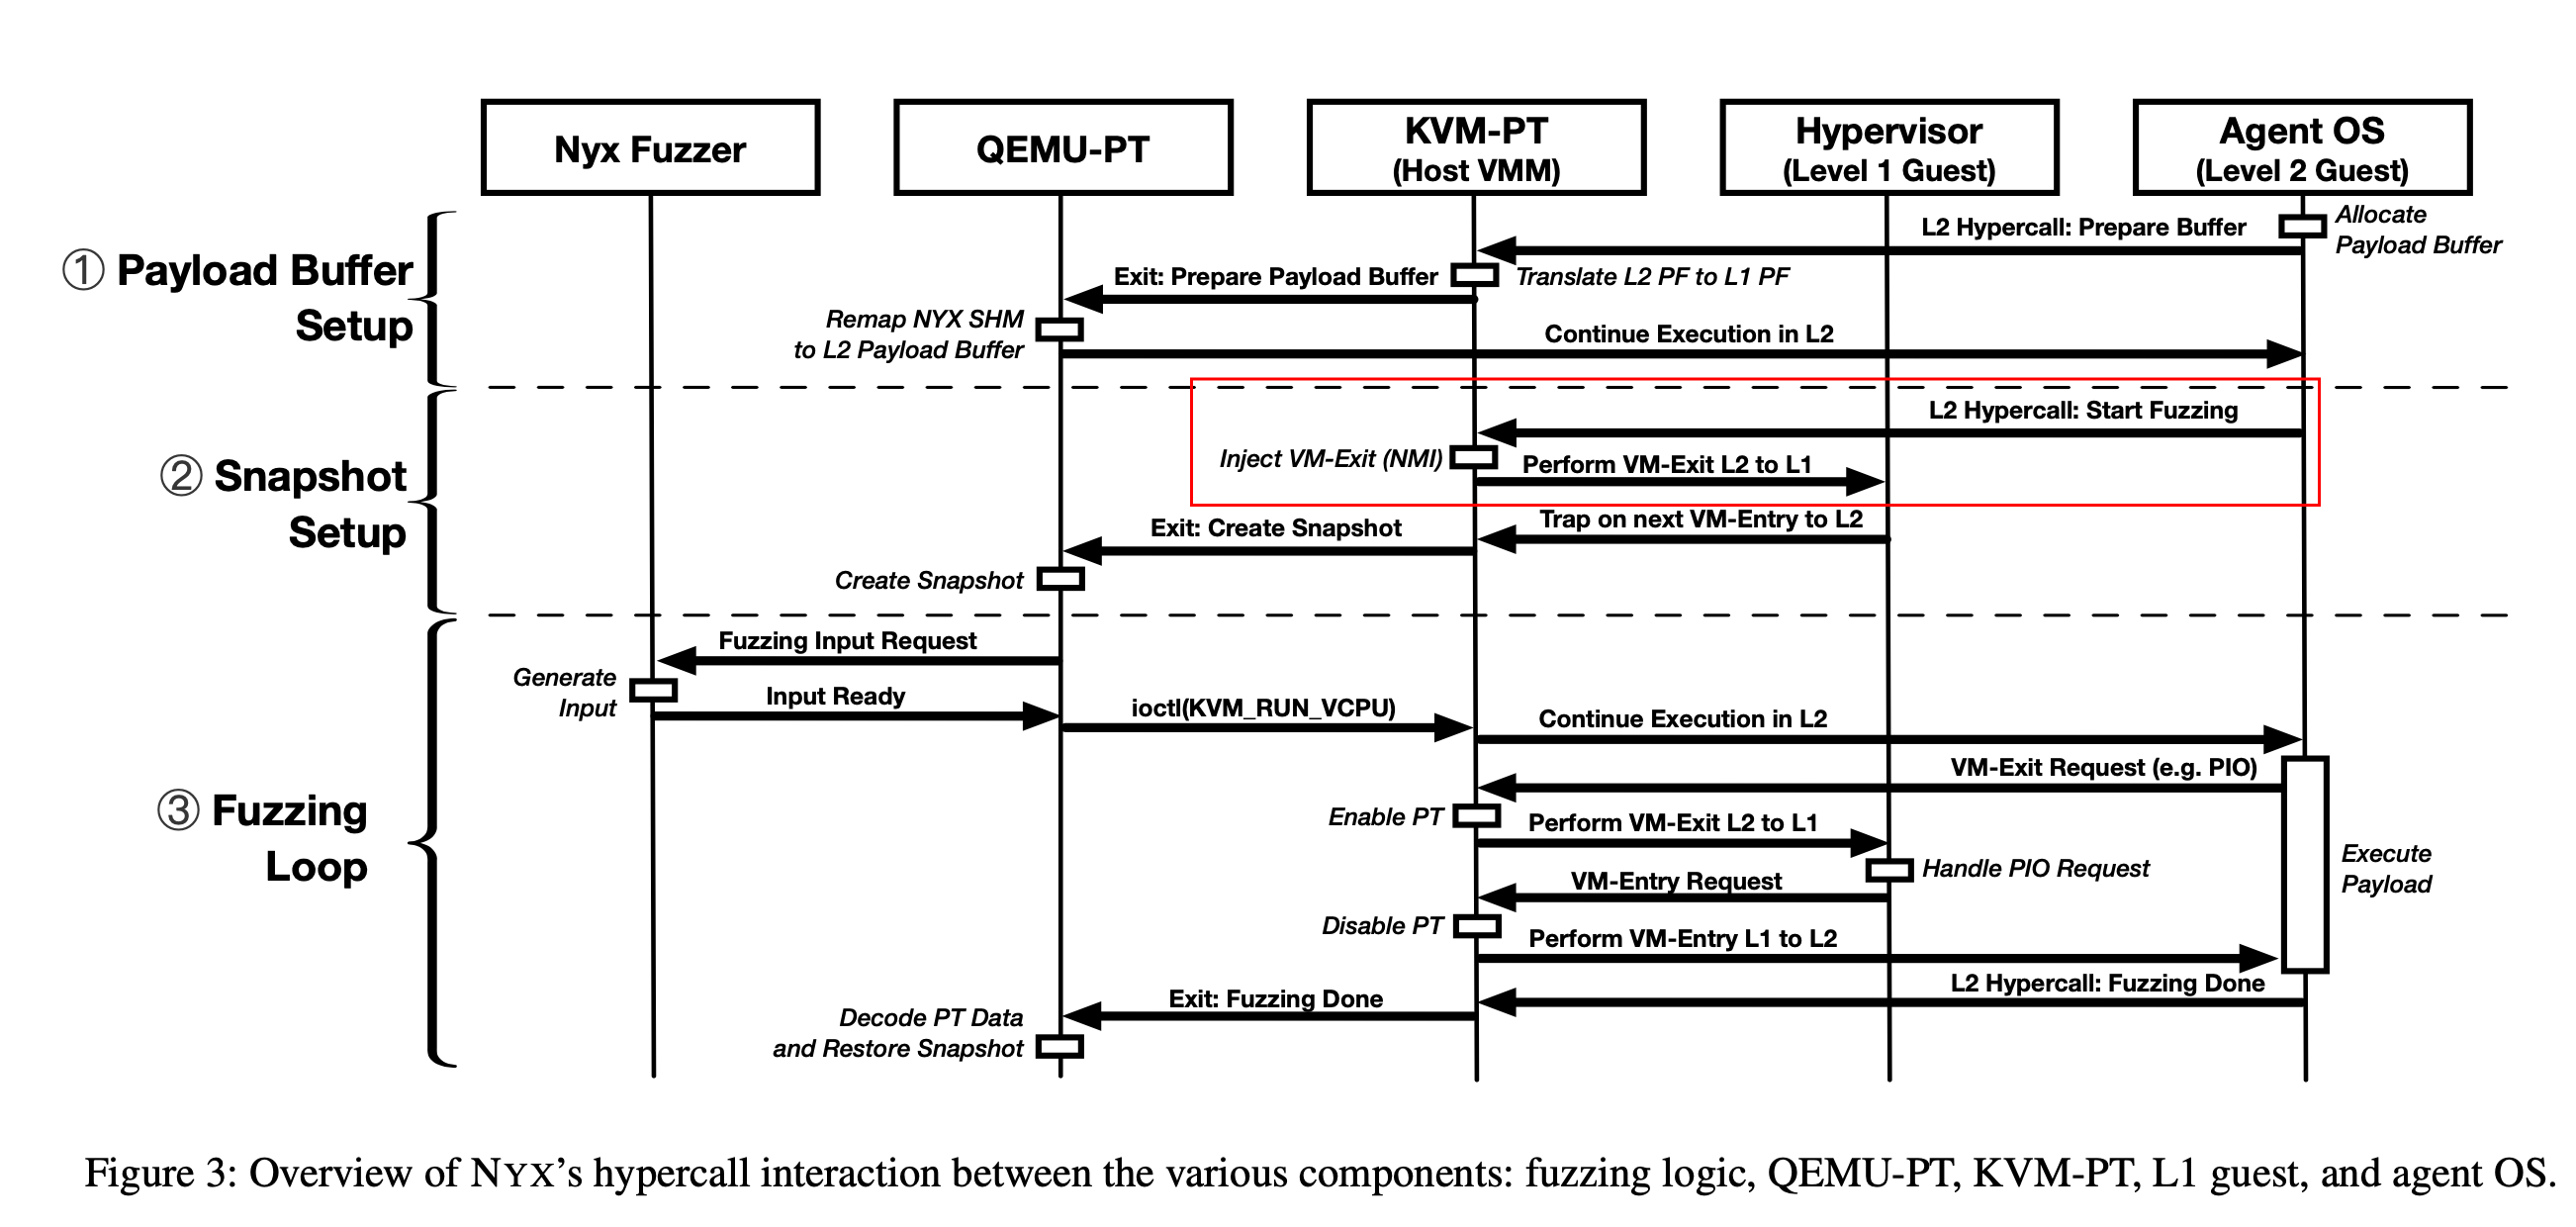 Nyx Fuzzer
QEMU-PT
KVM-PT
(Host VMM)
Hypervisor
(Level 1 Guest)
Agent OS
(Level 2 Guest)
① Payload Buffer
Setup
L2 Hypercall: Prepare Buffer
Allocate
Payload Buffer
Exit: Prepare Payload Buffer
Translate L2 PF to L1 PF
Remap NYX SHM
to L2 Payload Buffer
Continue Execution in L2
② Snapshot
Setup
L2 Hypercall: Start Fuzzing
Inject VM-Exit (NMI)
Perform VM-Exit L2 to L1
Trap on next VM-Entry to L2
Exit: Create Snapshot
Create Snapshot
③ Fuzzing
Loop
Fuzzing Input Request
Generate
Input
Input Ready
ioctl(KVM_RUN_VCPU)
Continue Execution in L2
VM-Exit Request (e.g. PIO)
Enable PT
Perform VM-Exit L2 to L1
Handle PIO Request
Execute
Payload
VM-Entry Request
Disable PT
Perform VM-Entry L1 to L2
L2 Hypercall: Fuzzing Done
Exit: Fuzzing Done
Decode PT Data
and Restore Snapshot
Figure 3: Overview of NYX's hypercall interaction between the various components: fuzzing logic, QEMU-PT, KVM-PT, L1 guest, and agent OS.